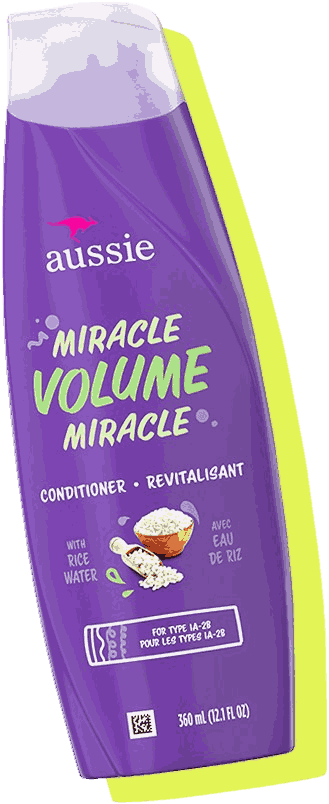 aussie
MIRACLE
VOLUME
MIRACLE
CONDITIONER • REVITALISANT
WITH
RICE
WATER
AVEC
EAU
DE RIZ
FOR TYPE 1A-2B
POUR LES TYPES 1A-2B
360 mL (12.1 FL OZ)